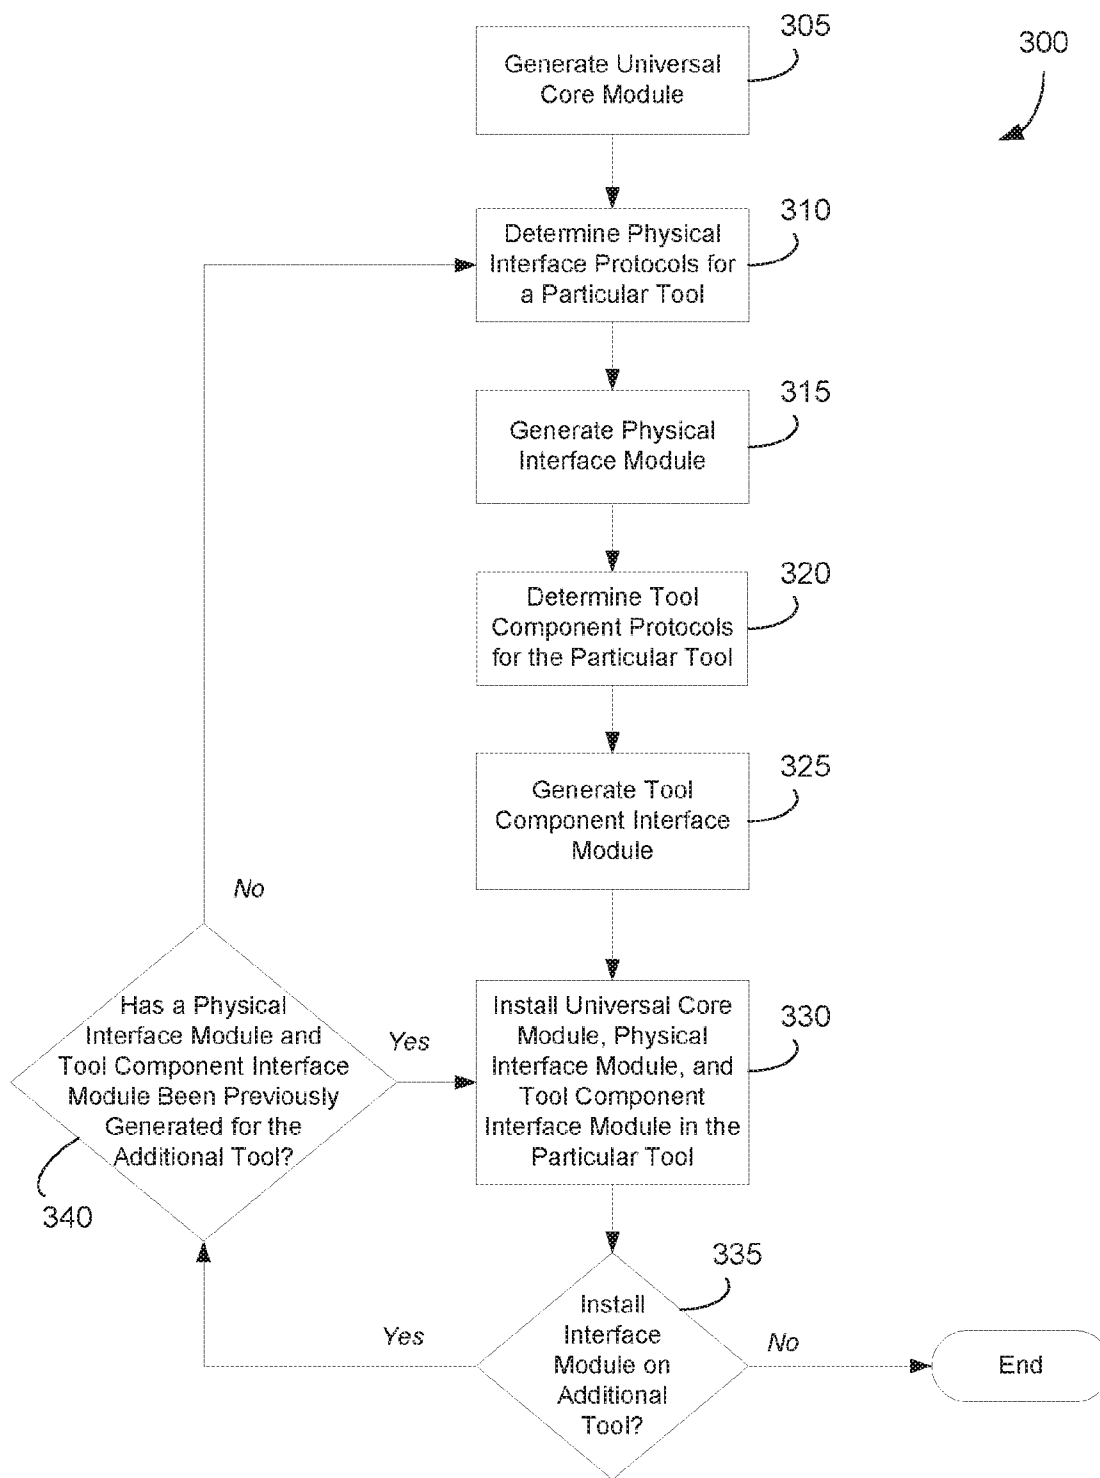 305
300
Generate Universal
Core Module
310
Determine Physical
Interface Protocols for
a Particular Tool
315
Generate Physical
Interface Module
320
Determine Tool
Component Protocols
for the Particular Tool
325
Generate Tool
Component Interface
Module
No
Has a Physical
Interface Module and
Tool Component Interface
Module Been Previously
Generated for the
Additional Tool?
340
Yes
330
Install Universal Core
Module, Physical
Interface Module, and
Tool Component
Interface Module in the
Particular Tool
335
Install
Interface
Module on
Additional
Tool?
Yes
No
End